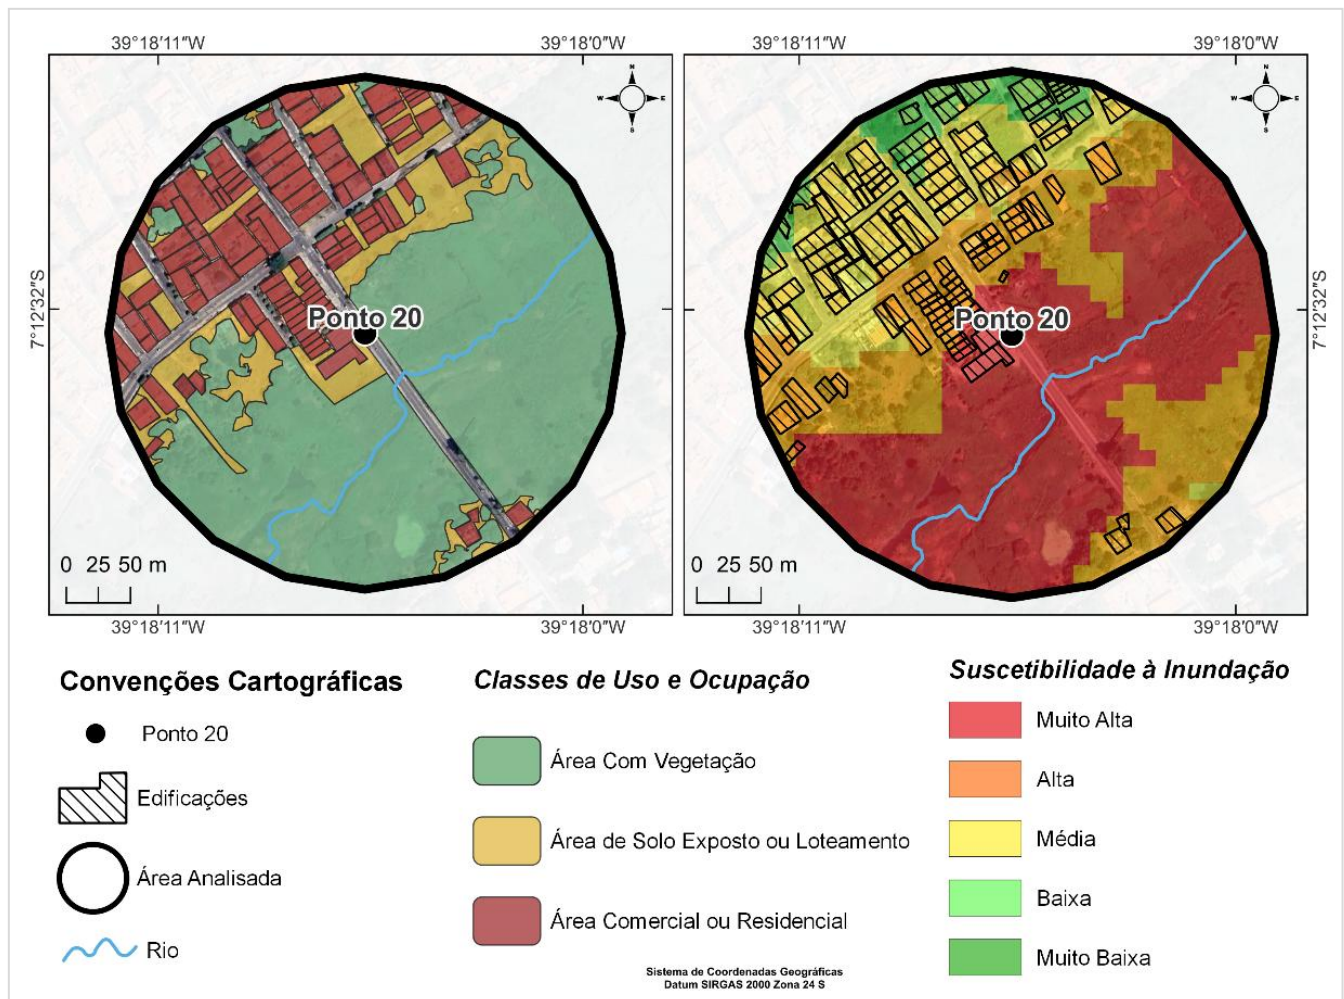 39°18'11"W
39°18'0"W
39°18'11"W
39°18'0"W
N
W
E
S
N
W
E
S
7°12'32"S
Ponto 20
Ponto 20
7°12'32"S
0 25 50 m
0 25 50 m
39°18'11"W
39°18'0"W
39°18'11"W
39°18'0"W
Convenções Cartográficas
Ponto 20
Edificações
Área Analisada
Rio
Classes de Uso e Ocupação
Área Com Vegetação
Área de Solo Exposto ou Loteamento
Área Comercial ou Residencial
Suscetibilidade à Inundação
Muito Alta
Alta
Média
Baixa
Muito Baixa
Sistema de Coordenadas Geográficas
Datum SIRGAS 2000 Zona 24 S